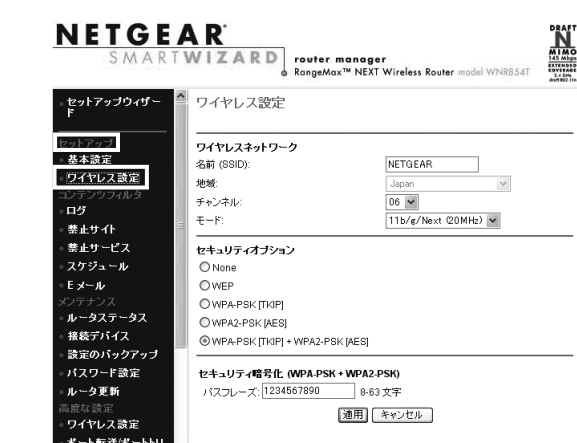 NETGEAR
SMARTWIZARD router manager
RangeMax™ NEXT Wireless Router model WNR854T
DRAFT
N
MIMO
145 Mbps
EXTENDED
COVERAGE
2.4 GHz
draft 802.11n
セットアップウィザード
セットアップ
基本設定
ワイヤレス設定
コンテンツフィルタ
ログ
禁止サイト
禁止サービス
スケジュール
Eメール
メンテナンス
ルータステータス
接続デバイス
設定のバックアップ
パスワード設定
ルータ更新
高度な設定
ワイヤレス設定
ワイヤレス設定
ワイヤレスネットワーク
名前 (SSID): NETGEAR
地域: Japan
チャンネル: 06
モード: 11b/g/Next (20MHz)
セキュリティオプション
None
WEP
WPA-PSK [TKIP]
WPA2-PSK [AES]
WPA-PSK [TKIP] + WPA2-PSK [AES]
セキュリティ暗号化 (WPA-PSK + WPA2-PSK)
パスフレーズ: 1234567890 8-63 文字
適用 キャンセル